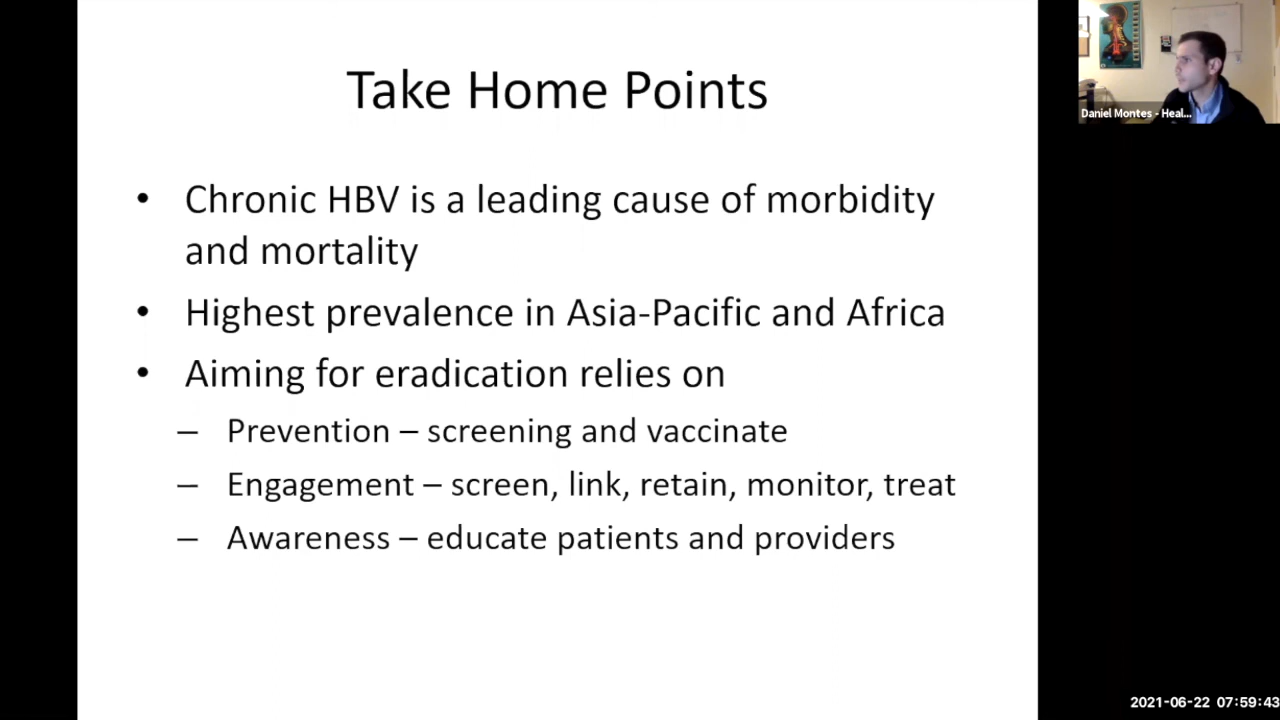 Take Home Points
• Chronic HBV is a leading cause of morbidity
and mortality
• Highest prevalence in Asia-Pacific and Africa
• Aiming for eradication relies on
– Prevention – screening and vaccinate
– Engagement – screen, link, retain, monitor, treat
– Awareness – educate patients and providers
Daniel Montes - Heal...
2021-06-22 07:59:43